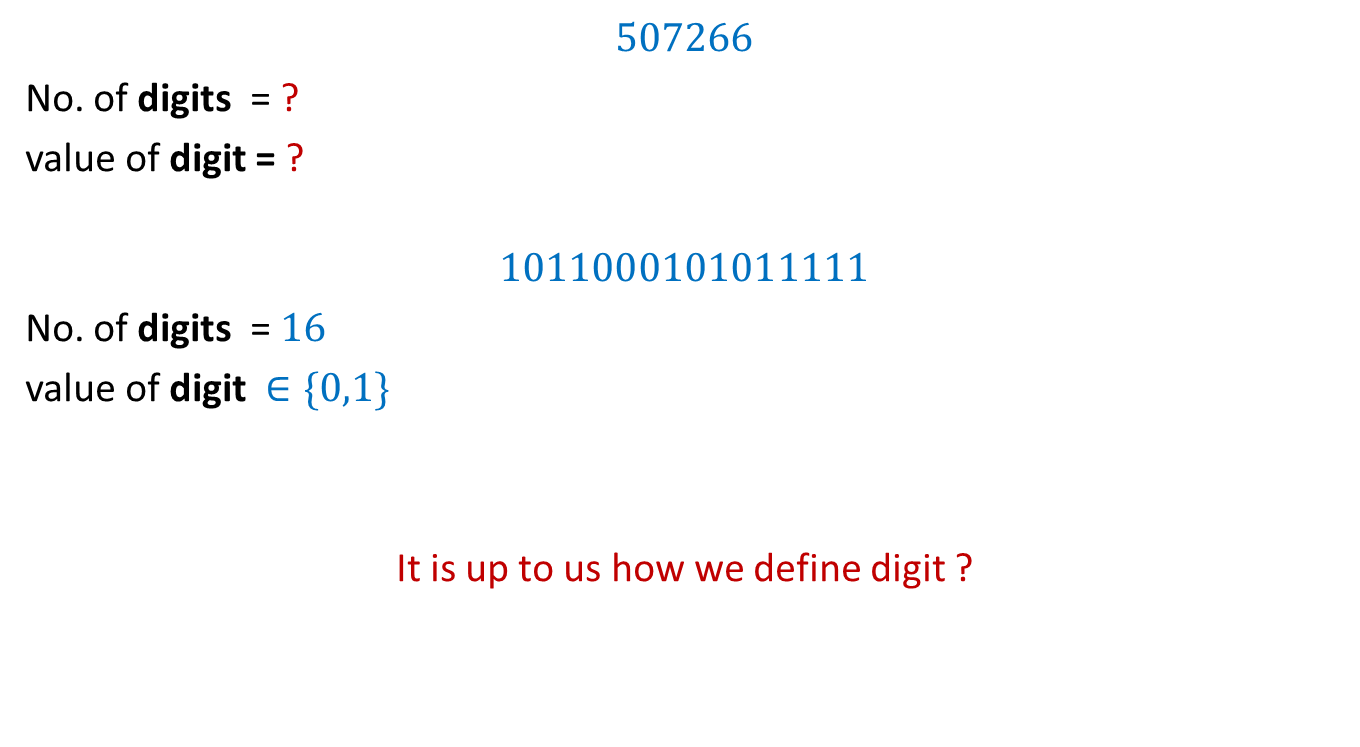 507266
No. of digits = ?
value of digit = ?
1011000101011111
No. of digits = 16
value of digit ∈ {0,1}
It is up to us how we define digit ?